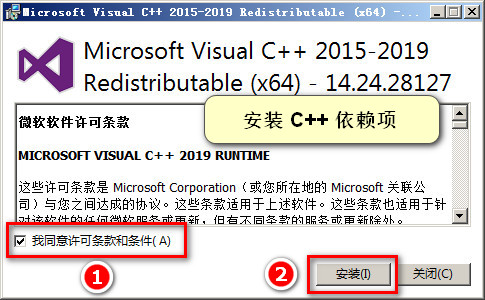 Microsoft Visual C++ 2015-2019 Redistributable (x64) -...
Microsoft Visual C++ 2015-2019
Redistributable (x64) - 14.24.28127
微软软件许可条款
安装 C++ 依赖项
MICROSOFT VISUAL C++ 2019 RUNTIME
这些许可条款是 Microsoft Corporation（或您所在地的 Microsoft 关联公
司）与您之间达成的协议。这些条款适用于上述软件。这些条款也适用于针
对该软件的任何微软服务或更新，但有不同条款的服务或更新除外。
我同意许可条款和条件(A)
1
2
安装(I)
关闭(C)